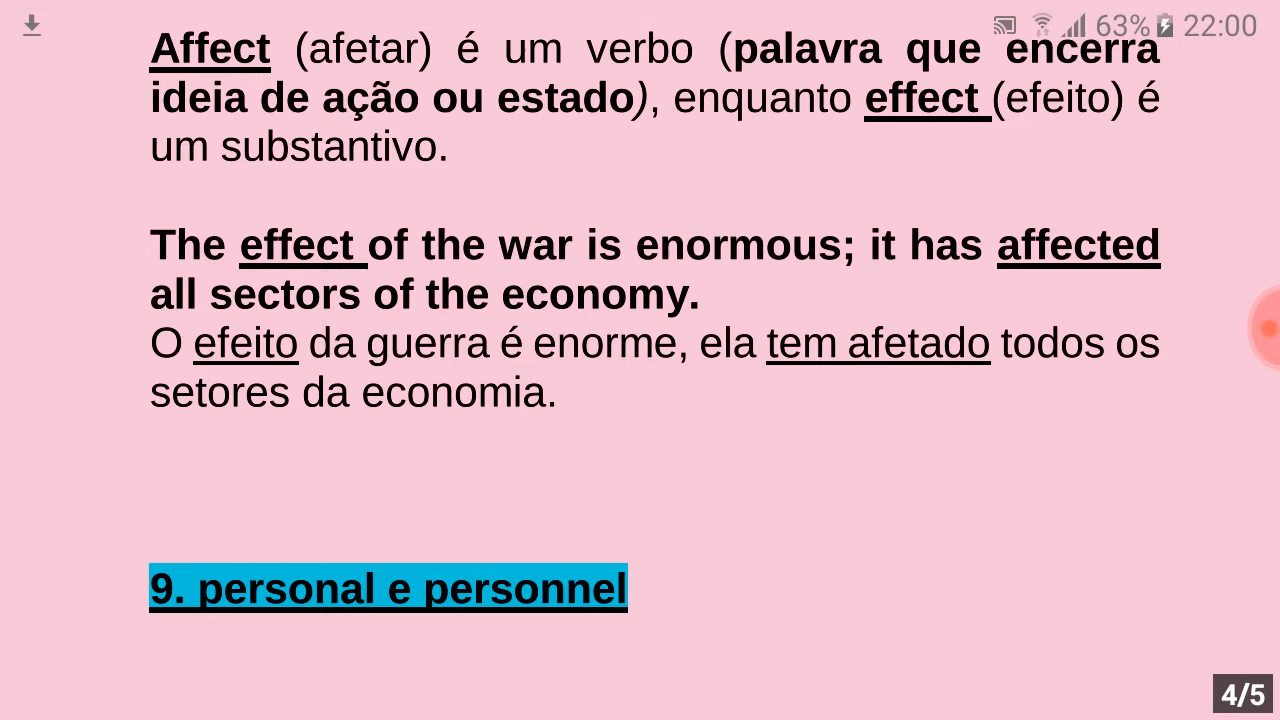 63% 22:00
Affect (afetar) é um verbo (palavra que encerra
ideia de ação ou estado), enquanto effect (efeito) é
um substantivo.
The effect of the war is enormous; it has affected
all sectors of the economy.
O efeito da guerra é enorme, ela tem afetado todos os
setores da economia.
9. personal e personnel
4/5